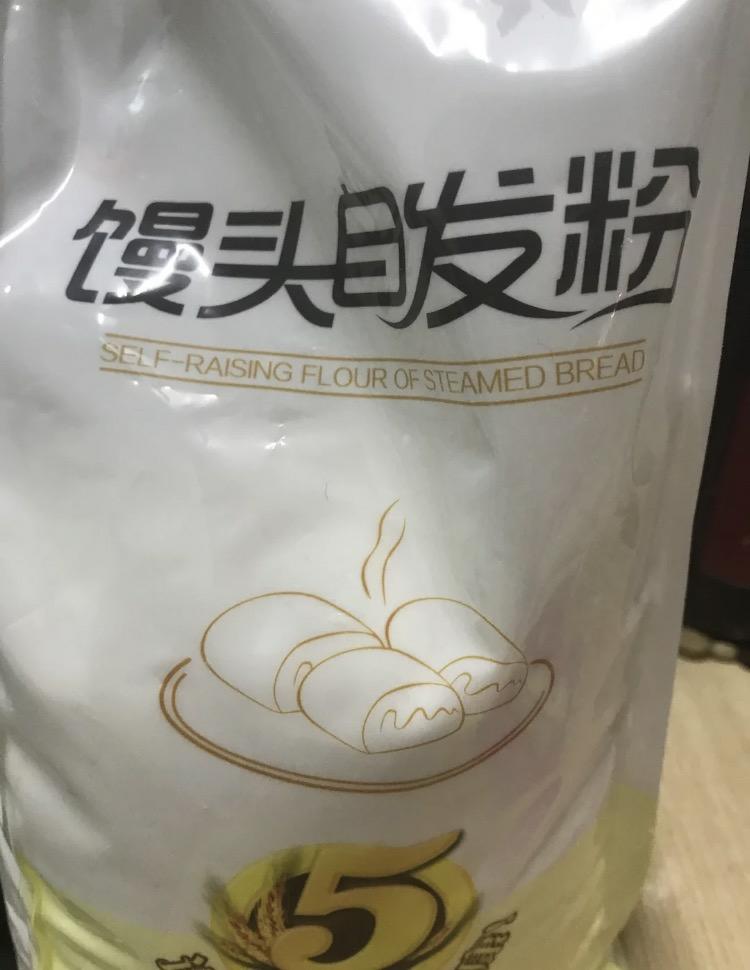 馒头自发粉
SELF-RAISING FLOUR OF STEAMED BREAD
5